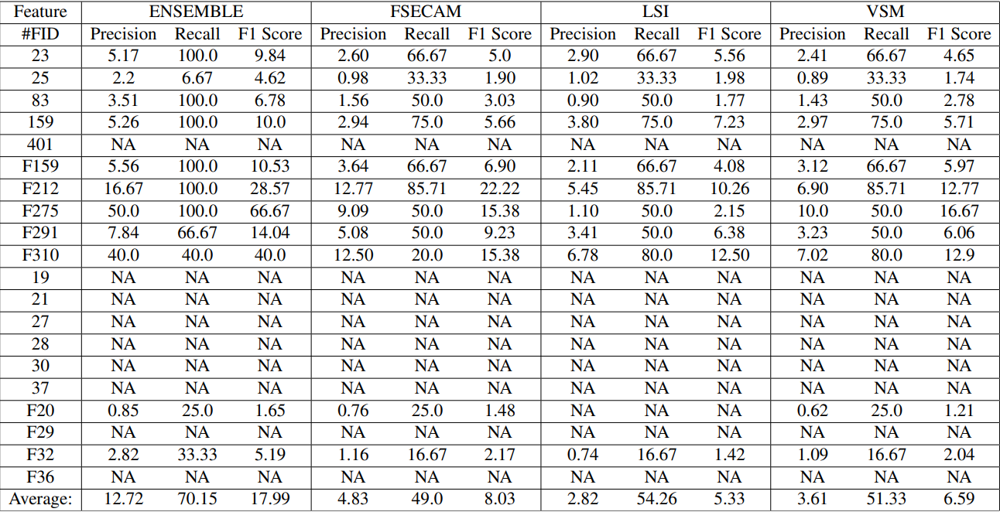 Feature ENSEMBLE FSECAM LSI VSM
#FID Precision Recall F1 Score Precision Recall F1 Score Precision Recall F1 Score Precision Recall F1 Score
23 5.17 100.0 9.84 2.60 66.67 5.0 2.90 66.67 5.56 2.41 66.67 4.65
25 2.2 6.67 4.62 0.98 33.33 1.90 1.02 33.33 1.98 0.89 33.33 1.74
83 3.51 100.0 6.78 1.56 50.0 3.03 0.90 50.0 1.77 1.43 50.0 2.78
159 5.26 100.0 10.0 2.94 75.0 5.66 3.80 75.0 7.23 2.97 75.0 5.71
401 NA NA NA NA NA NA NA NA NA NA NA NA
F159 5.56 100.0 10.53 3.64 66.67 6.90 2.11 66.67 4.08 3.12 66.67 5.97
F212 16.67 100.0 28.57 12.77 85.71 22.22 5.45 85.71 10.26 6.90 85.71 12.77
F275 50.0 100.0 66.67 9.09 50.0 15.38 1.10 50.0 2.15 10.0 50.0 16.67
F291 7.84 66.67 14.04 5.08 50.0 9.23 3.41 50.0 6.38 3.23 50.0 6.06
F310 40.0 40.0 40.0 12.50 20.0 15.38 6.78 80.0 12.50 7.02 80.0 12.9
19 NA NA NA NA NA NA NA NA NA NA NA NA
21 NA NA NA NA NA NA NA NA NA NA NA NA
27 NA NA NA NA NA NA NA NA NA NA NA NA
28 NA NA NA NA NA NA NA NA NA NA NA NA
30 NA NA NA NA NA NA NA NA NA NA NA NA
37 NA NA NA NA NA NA NA NA NA NA NA NA
F20 0.85 25.0 1.65 0.76 25.0 1.48 NA NA NA 0.62 25.0 1.21
F29 NA NA NA NA NA NA NA NA NA NA NA NA
F32 2.82 33.33 5.19 1.16 16.67 2.17 0.74 16.67 1.42 1.09 16.67 2.04
F36 NA NA NA NA NA NA NA NA NA NA NA NA
Average: 12.72 70.15 17.99 4.83 49.0 8.03 2.82 54.26 5.33 3.61 51.33 6.59